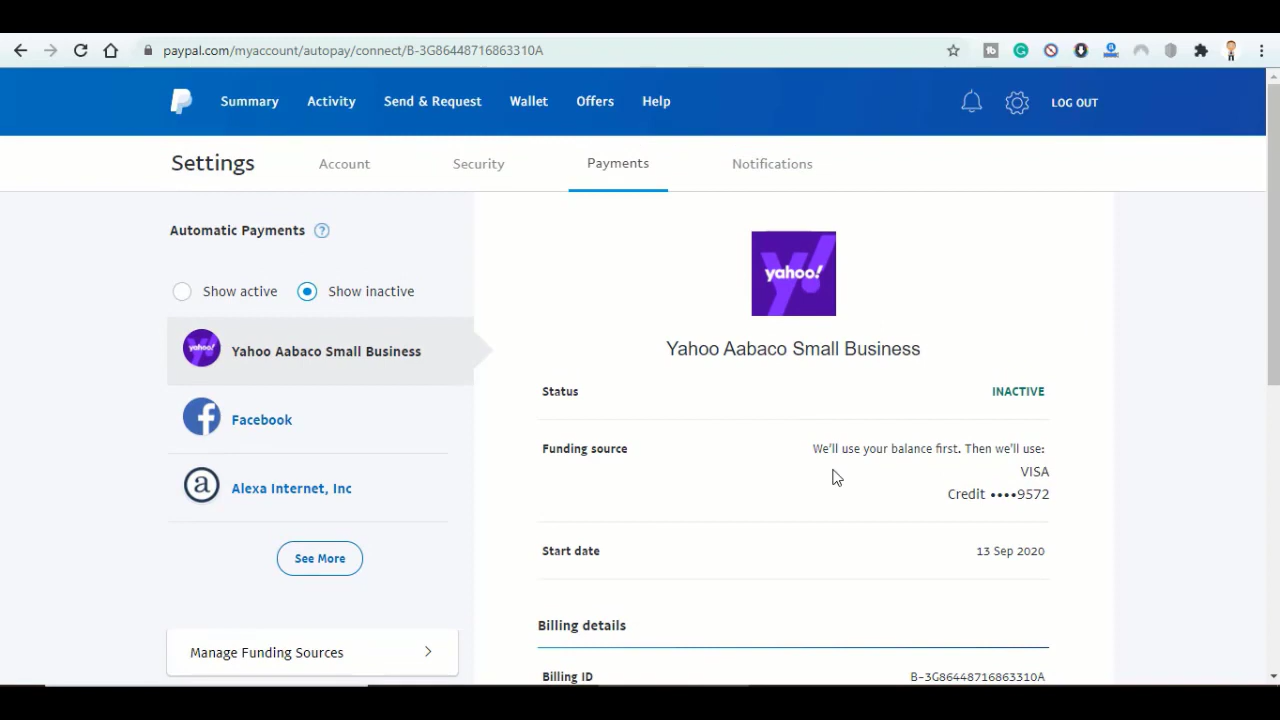 paypal.com/myaccount/autopay/connect/B-3G86448716863310A
Summary
Activity
Send & Request
Wallet
Offers
Help
LOG OUT
Settings
Account
Security
Payments
Notifications
Automatic Payments ?
Show active
Show inactive
yahoo!
Yahoo Aabaco Small Business
Facebook
Alexa Internet, Inc
See More
Manage Funding Sources
yahoo!
Yahoo Aabaco Small Business
Status
INACTIVE
Funding source
We'll use your balance first. Then we'll use:
VISA
Credit ••••9572
Start date
13 Sep 2020
Billing details
Billing ID
B-3G86448716863310A